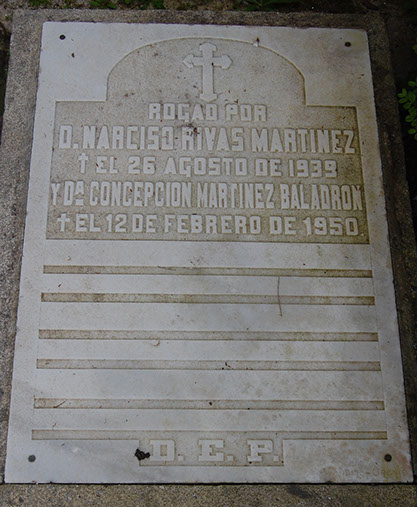 ROGAD POR
D. NARCISO RIVAS MARTINEZ
† EL 26 AGOSTO DE 1939
Y Dª CONCEPCION MARTINEZ BALADRON
† EL 12 DE FEBRERO DE 1950.
D. E. P.